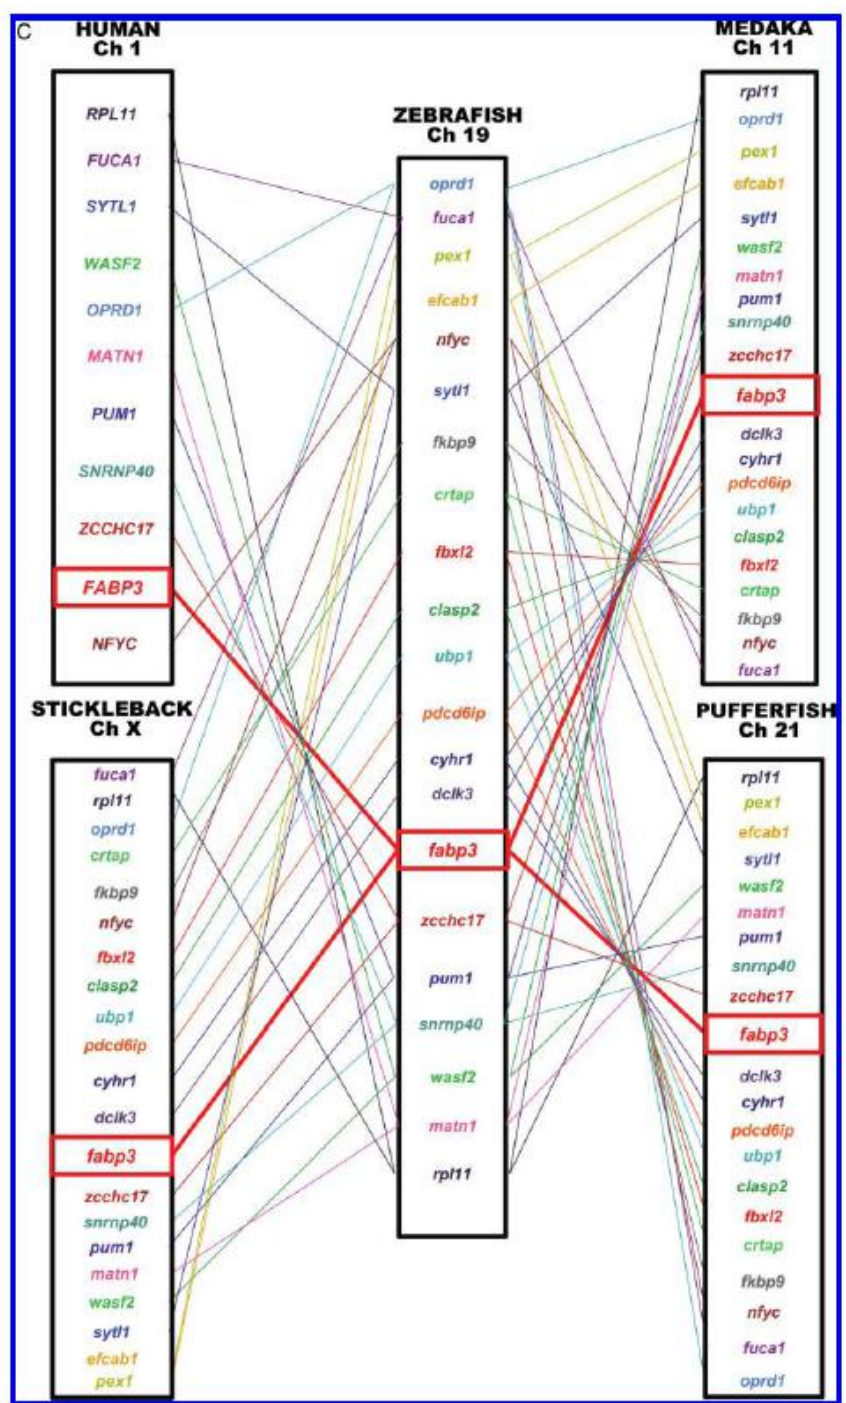 C
HUMAN
Ch 1
RPL11
FUCA1
SYTL1
WASF2
OPRD1
MATN1
PUM1
SNRNP40
ZCCHC17
FABP3
NFYC
STICKLEBACK
Ch X
fuca1
rpl11
oprd1
crtap
fkbp9
nfyc
fbxl2
clasp2
ubp1
pdcd6ip
cyhr1
dclk3
fabp3
zcchc17
snrnp40
pum1
matn1
wasf2
sytl1
efcab1
pex1
ZEBRAFISH
Ch 19
oprd1
fuca1
pex1
efcab1
nfyc
sytl1
fkbp9
crtap
fbxl2
clasp2
ubp1
pdcd6ip
cyhr1
dclk3
fabp3
zcchc17
pum1
snrnp40
wasf2
matn1
rpl11
MEDAKA
Ch 11
rpl11
oprd1
pex1
efcab1
sytl1
wasf2
matn1
pum1
snrnp40
zcchc17
fabp3
dclk3
cyhr1
pdcd6ip
ubp1
clasp2
fbxl2
crtap
fkbp9
nfyc
fuca1
PUFFERFISH
Ch 21
rpl11
pex1
efcab1
sytl1
wasf2
matn1
pum1
snrnp40
zcchc17
fabp3
dclk3
cyhr1
pdcd6ip
ubp1
clasp2
fbxl2
crtap
fkbp9
nfyc
fuca1
oprd1